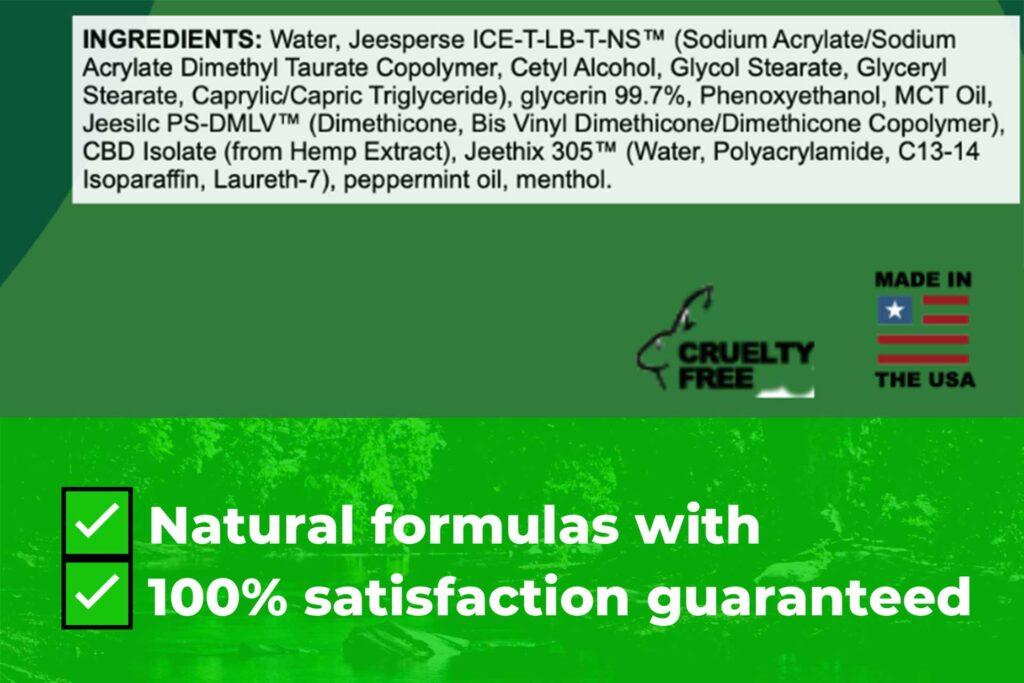 INGREDIENTS: Water, Jeesperse ICE-T-LB-T-NS™ (Sodium Acrylate/Sodium
Acrylate Dimethyl Taurate Copolymer, Cetyl Alcohol, Glycol Stearate, Glyceryl
Stearate, Caprylic/Capric Triglyceride), glycerin 99.7%, Phenoxyethanol, MCT Oil,
Jeesilc PS-DMLV™ (Dimethicone, Bis Vinyl Dimethicone/Dimethicone Copolymer),
CBD Isolate (from Hemp Extract), Jeethix 305™ (Water, Polyacrylamide, C13-14
Isoparaffin, Laureth-7), peppermint oil, menthol.
CRUELTY
FREE
MADE IN
THE USA
Natural formulas with
100% satisfaction guaranteed